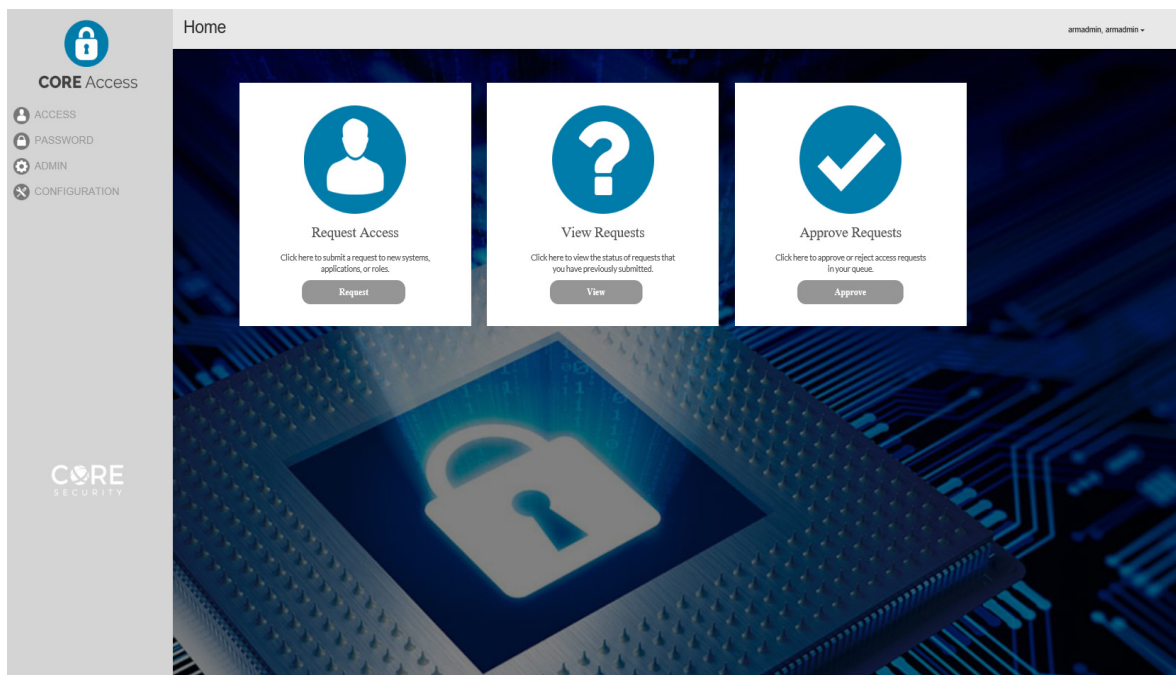 CORE Access
ACCESS
PASSWORD
ADMIN
CONFIGURATION
CORE
SECURITY
Home
armadmin, armadmin
Request Access
Click here to submit a request to new systems,
applications, or roles.
Request
View Requests
Click here to view the status of requests that
you have previously submitted.
View
Approve Requests
Click here to approve or reject access requests
in your queue.
Approve